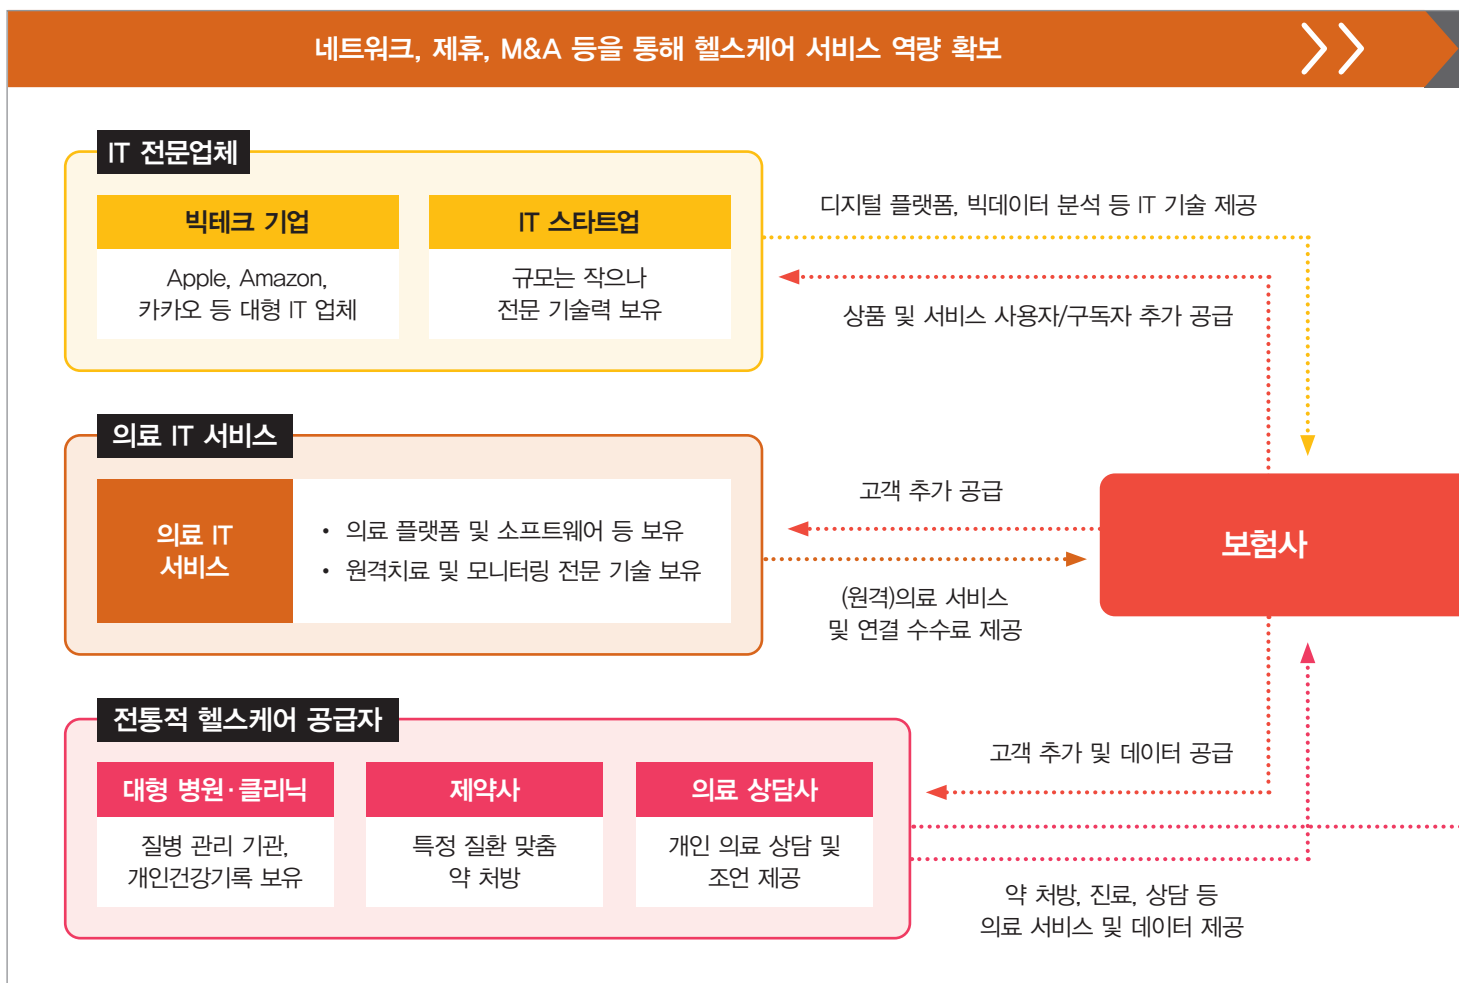 네트워크, 제휴, M&A 등을 통해 헬스케어 서비스 역량 확보
IT 전문업체
빅테크 기업
Apple, Amazon,
카카오 등 대형 IT 업체
IT 스타트업
규모는 작으나
전문 기술력 보유
디지털 플랫폼, 빅데이터 분석 등 IT 기술 제공
상품 및 서비스 사용자/구독자 추가 공급
의료 IT 서비스
의료 IT
서비스
• 의료 플랫폼 및 소프트웨어 등 보유
• 원격치료 및 모니터링 전문 기술 보유
고객 추가 공급
(원격)의료 서비스
및 연결 수수료 제공
보험사
전통적 헬스케어 공급자
대형 병원·클리닉
질병 관리 기관,
개인건강기록 보유
제약사
특정 질환 맞춤
약 처방
의료 상담사
개인 의료 상담 및
조언 제공
고객 추가 및 데이터 공급
약 처방, 진료, 상담 등
의료 서비스 및 데이터 제공